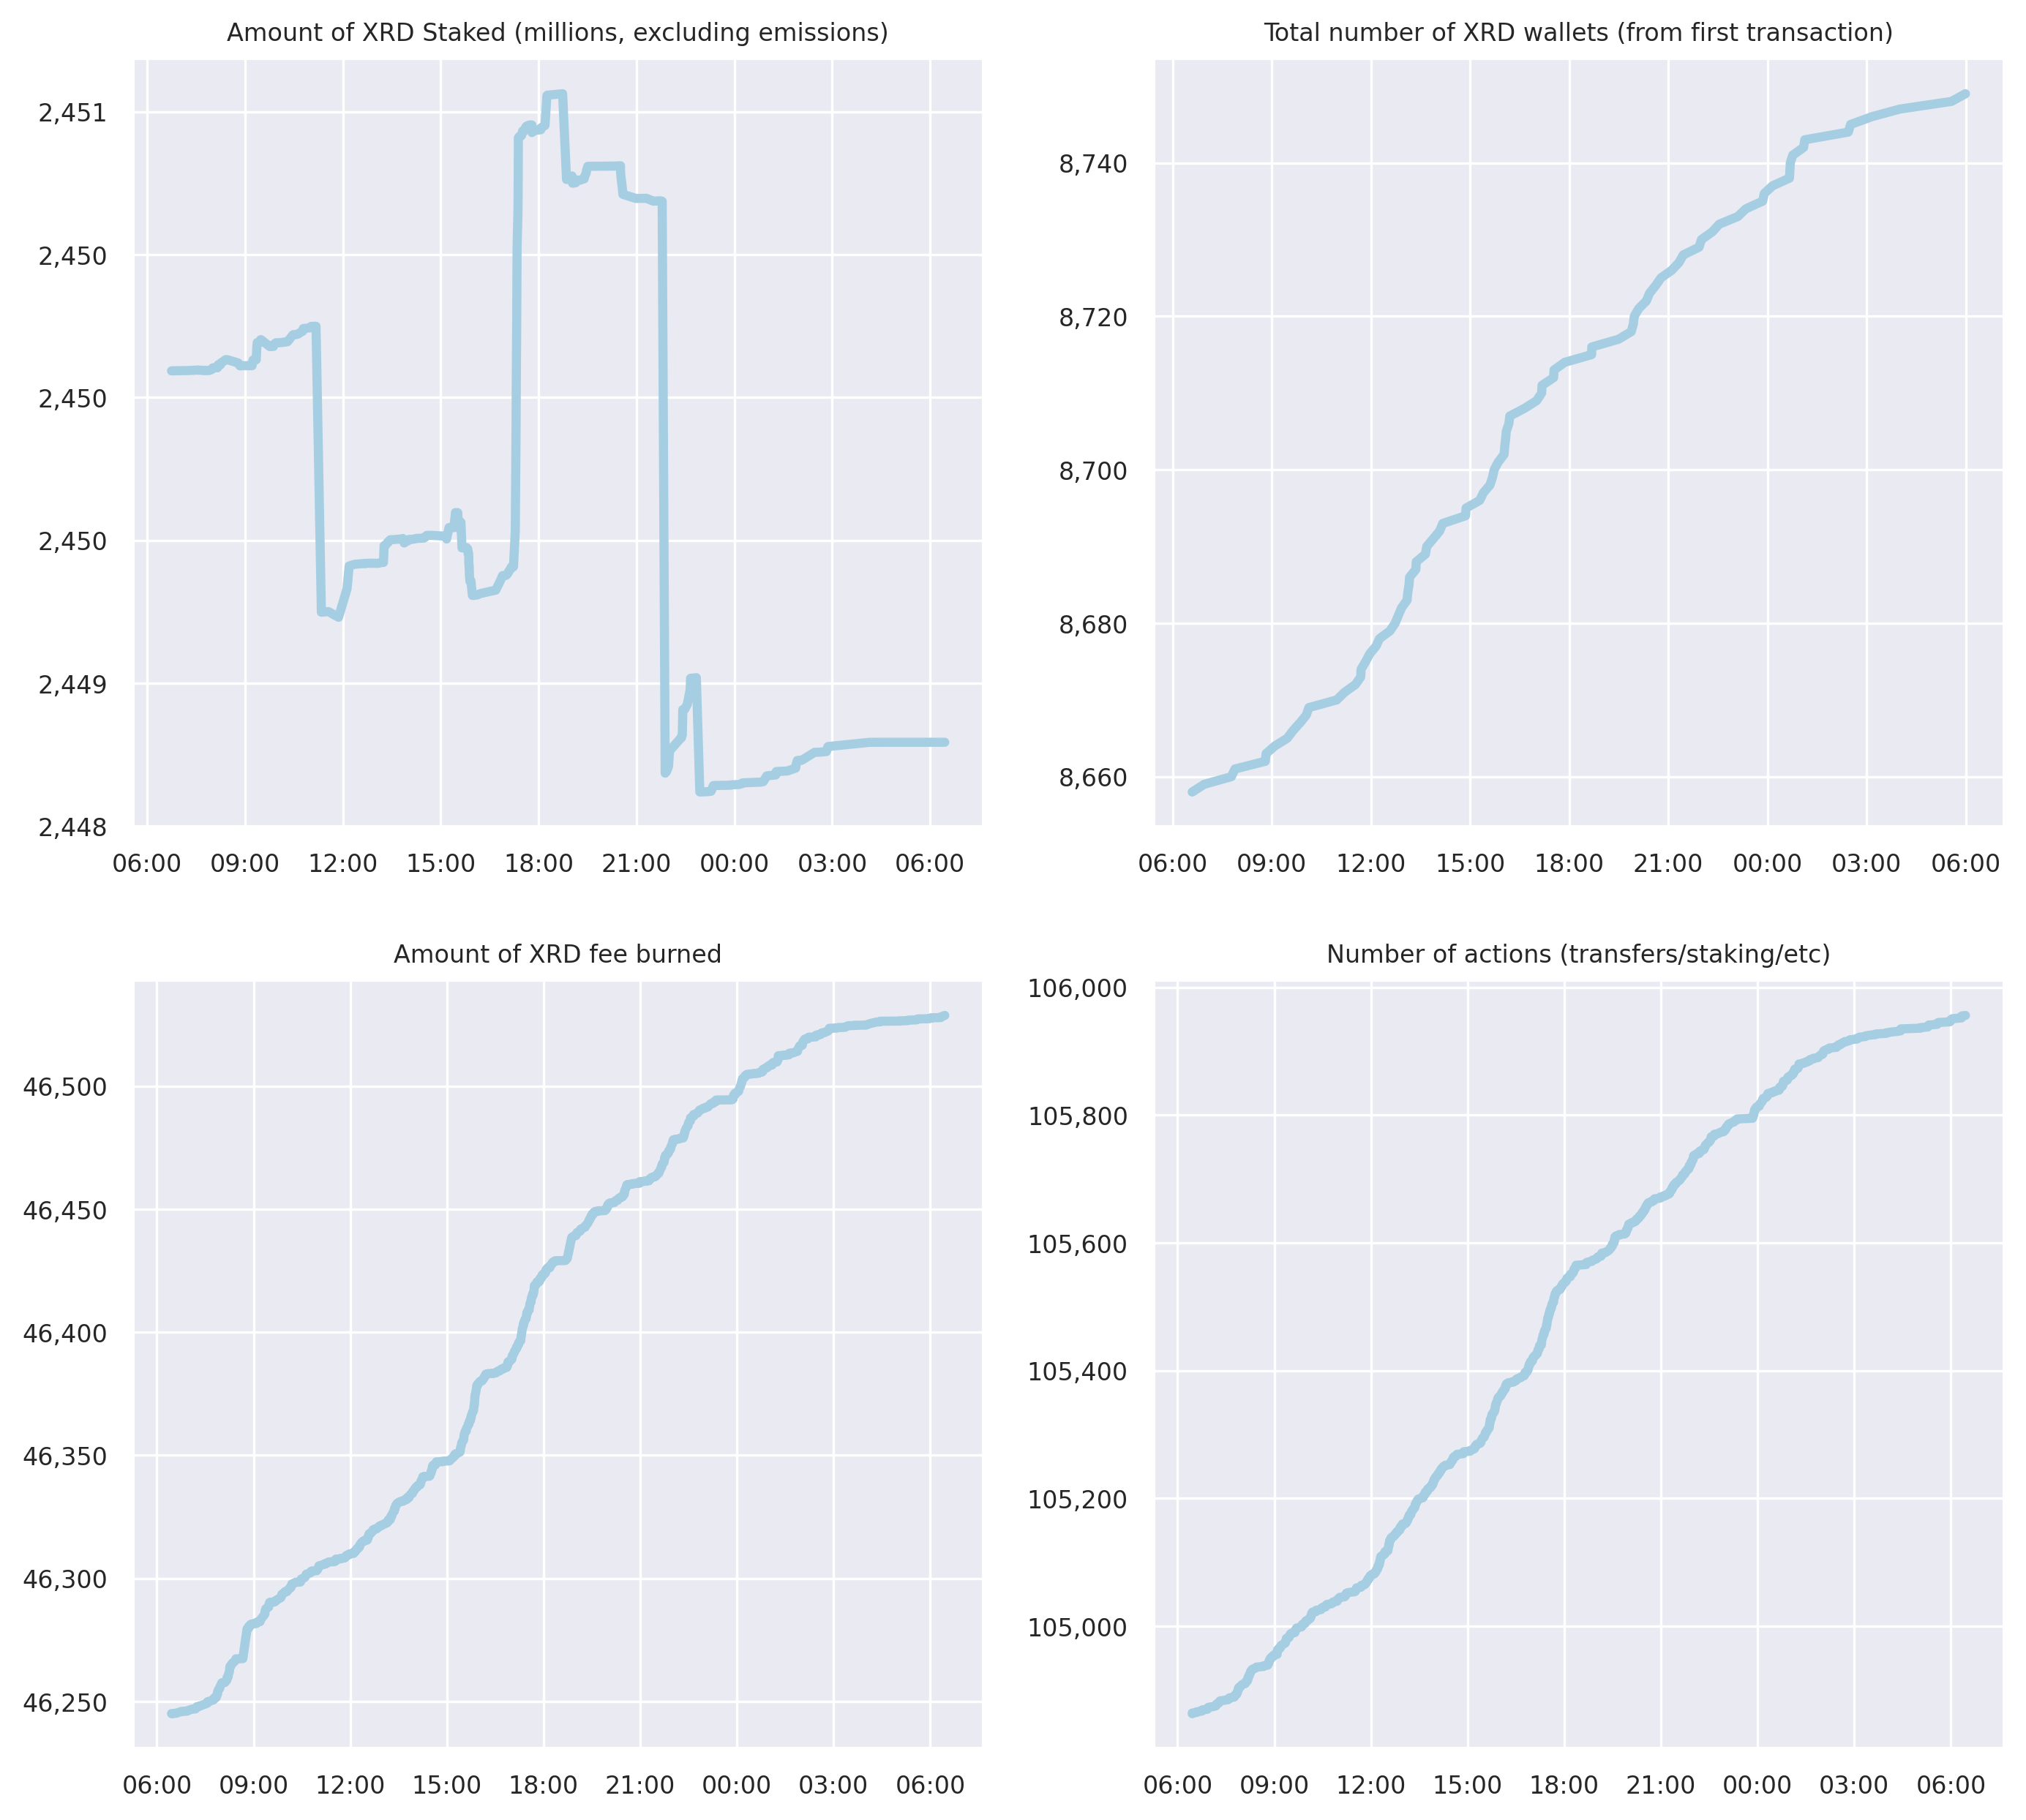 Amount of XRD Staked (millions, excluding emissions)
2,451
2,450
2,450
2,450
2,449
2,448
06:00 09:00 12:00 15:00 18:00 21:00 00:00 03:00 06:00
Total number of XRD wallets (from first transaction)
8,740
8,720
8,700
8,680
8,660
06:00 09:00 12:00 15:00 18:00 21:00 00:00 03:00 06:00
Amount of XRD fee burned
46,500
46,450
46,400
46,350
46,300
46,250
06:00 09:00 12:00 15:00 18:00 21:00 00:00 03:00 06:00
Number of actions (transfers/staking/etc)
106,000
105,800
105,600
105,400
105,200
105,000
06:00 09:00 12:00 15:00 18:00 21:00 00:00 03:00 06:00